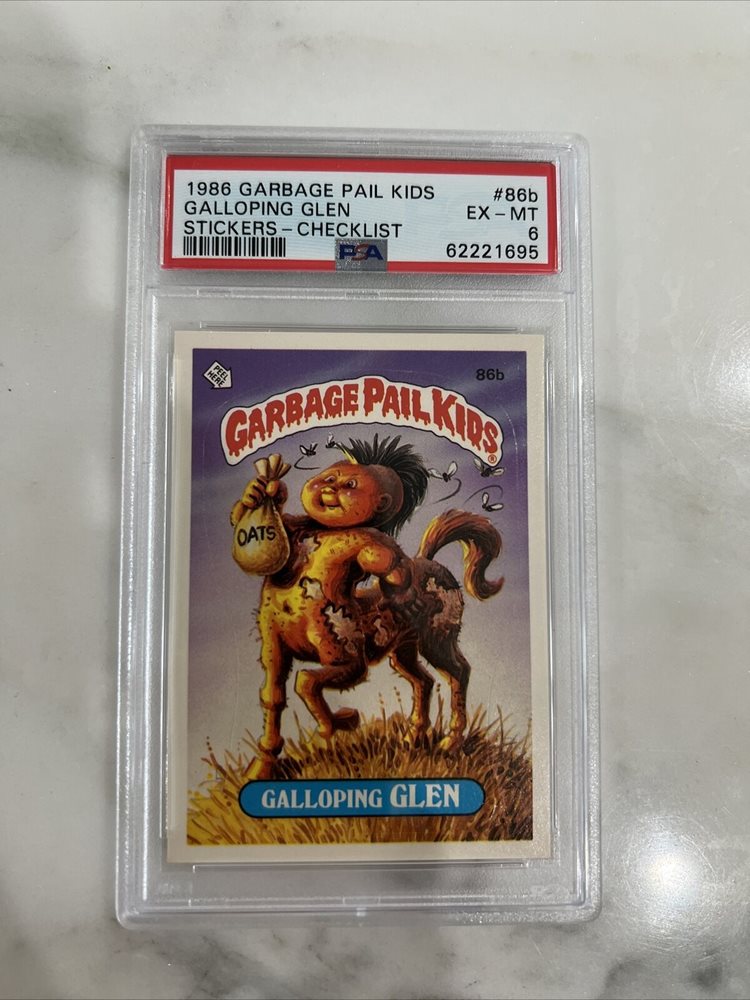 1986 GARBAGE PAIL KIDS #86b
GALLOPING GLEN EX - MT
STICKERS - CHECKLIST 6
PSA 62221695
PEEL HERE
86b
GARBAGE PAIL KIDS®
OATS
GALLOPING GLEN